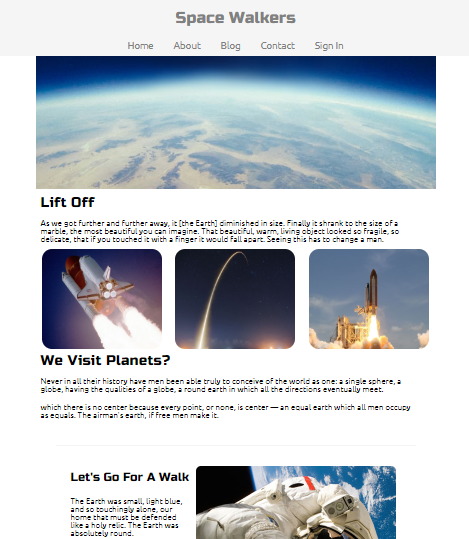 Space Walkers
Home About Blog Contact Sign In
Lift Off
As we got further and further away, it [the Earth] diminished in size. Finally it shrank to the size of a
marble, the most beautiful you can imagine. That beautiful, warm, living object looked so fragile, so
delicate, that if you touched it with a finger it would fall apart. Seeing this has to change a man.
We Visit Planets?
Never in all their history have men been able truly to conceive of the world as one: a single sphere, a
globe, having the qualities of a globe, a round earth in which all the directions eventually meet.
which there is no center because every point, or none, is center — an equal earth which all men occupy
as equals. The airman's earth, if free men make it.
Let's Go For A Walk
The Earth was small, light blue,
and so touchingly alone, our
home that must be defended
like a holy relic. The Earth was
absolutely round.